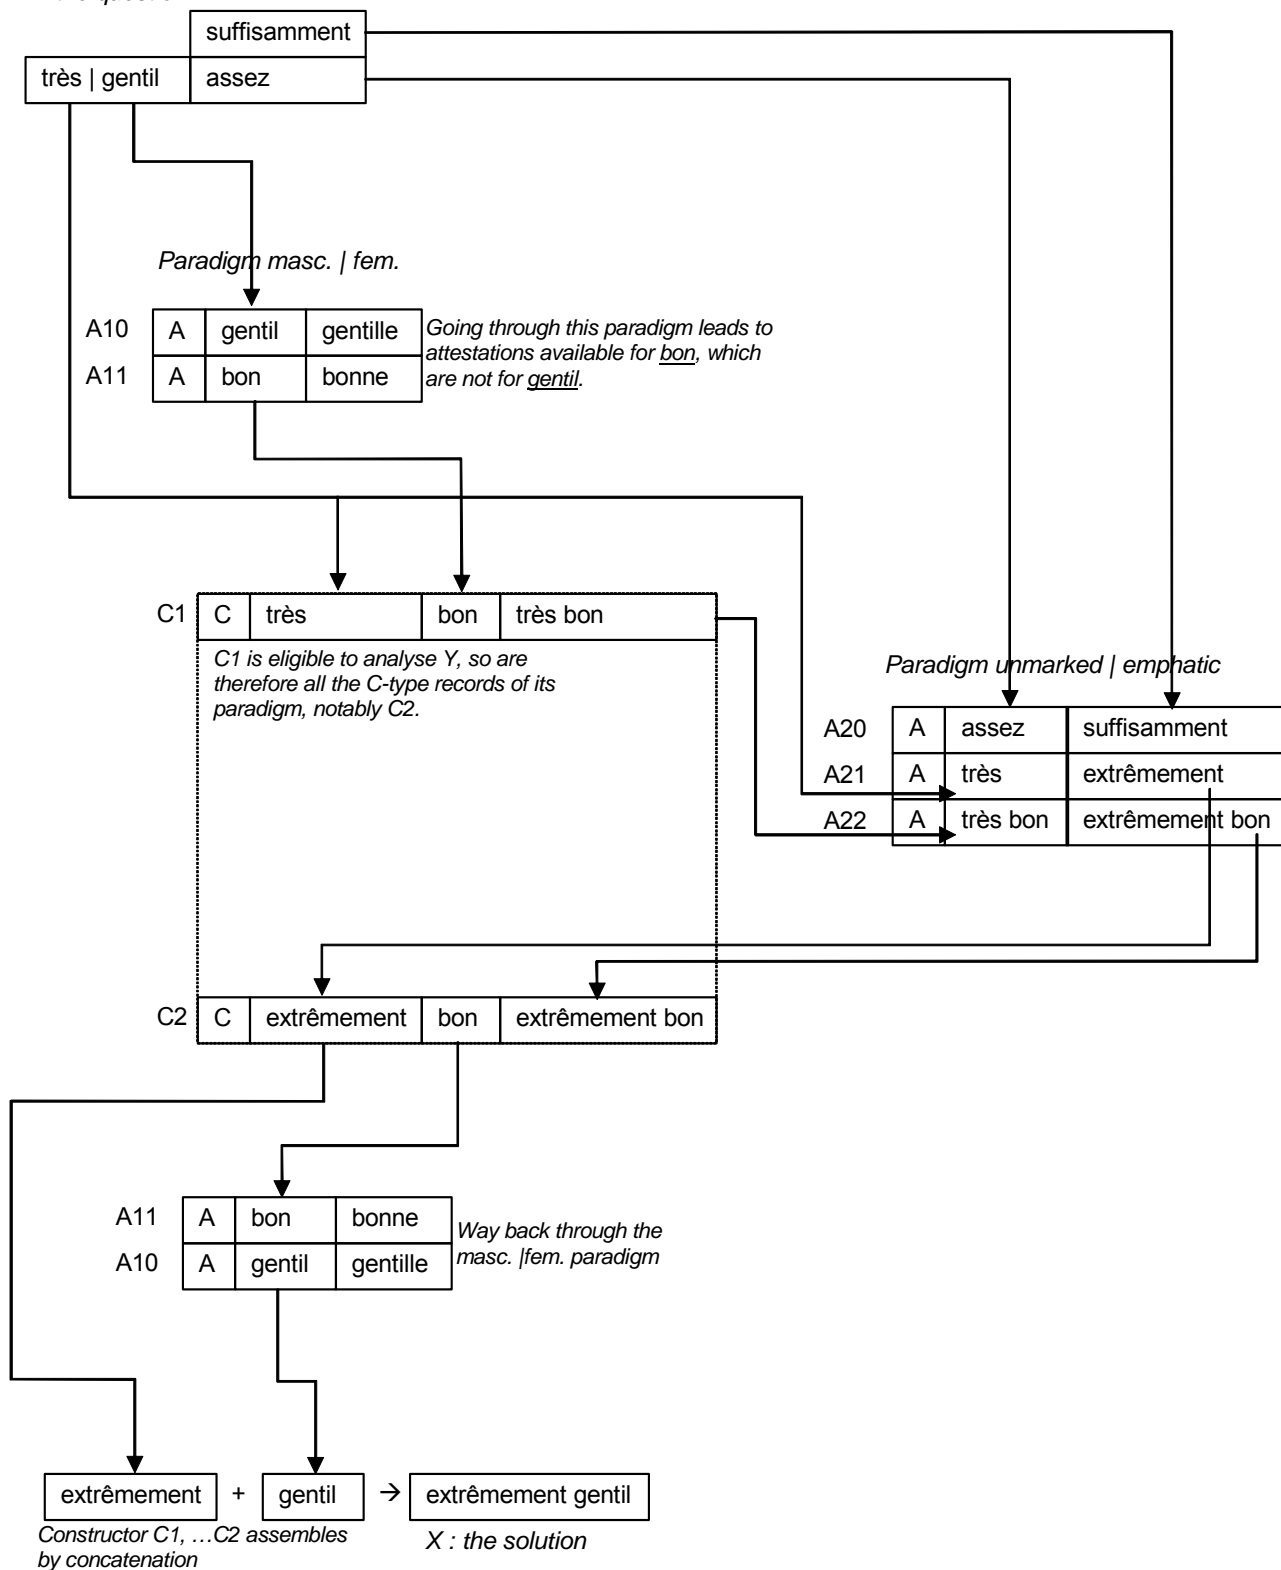 suffisamment
très | gentil assez
Paradigm masc. | fem.
A10 A gentil gentille
A11 A bon bonne
Going through this paradigm leads to
attestations available for bon, which
are not for gentil.
C1 C très bon très bon
C1 is eligible to analyse Y, so are
therefore all the C-type records of its
paradigm, notably C2.
Paradigm unmarked | emphatic
A20 A assez suffisamment
A21 A très extrêmement
A22 A très bon extrêmement bon
C2 C extrêmement bon extrêmement bon
A11 A bon bonne
A10 A gentil gentille
Way back through the
masc. |fem. paradigm
extrêmement + gentil → extrêmement gentil
Constructor C1, …C2 assembles
by concatenation
X : the solution